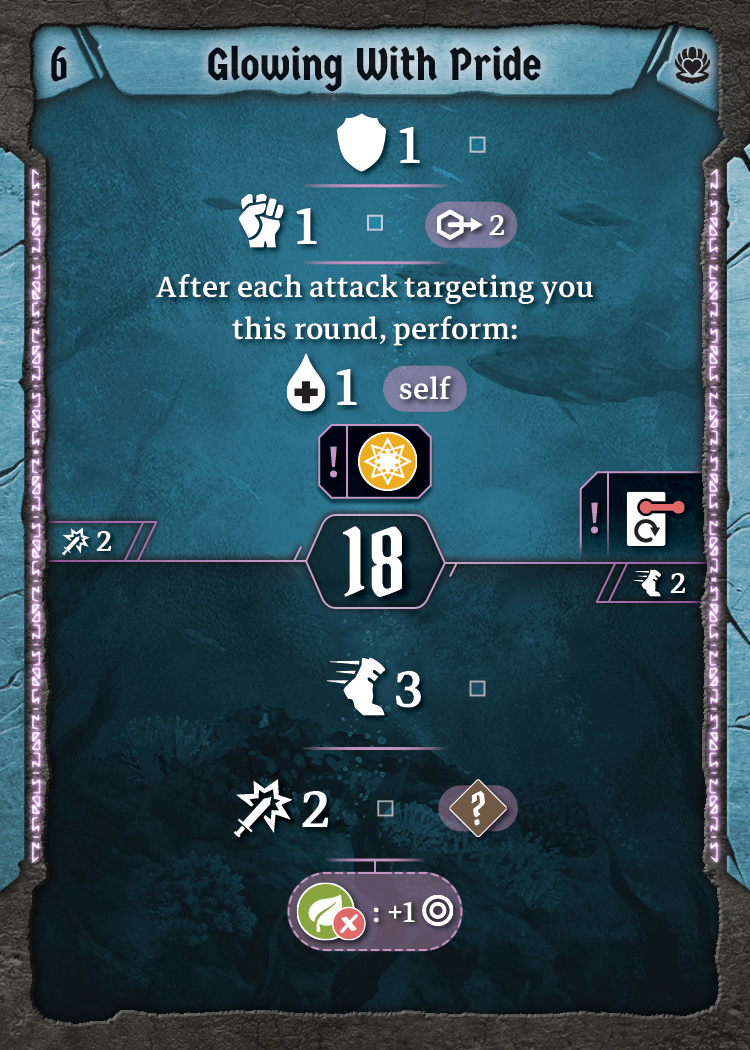 6 Glowing With Pride
1
1 2
After each attack targeting you
this round, perform:
1 self
!
!
2
18
2
3
2 ?
: +1